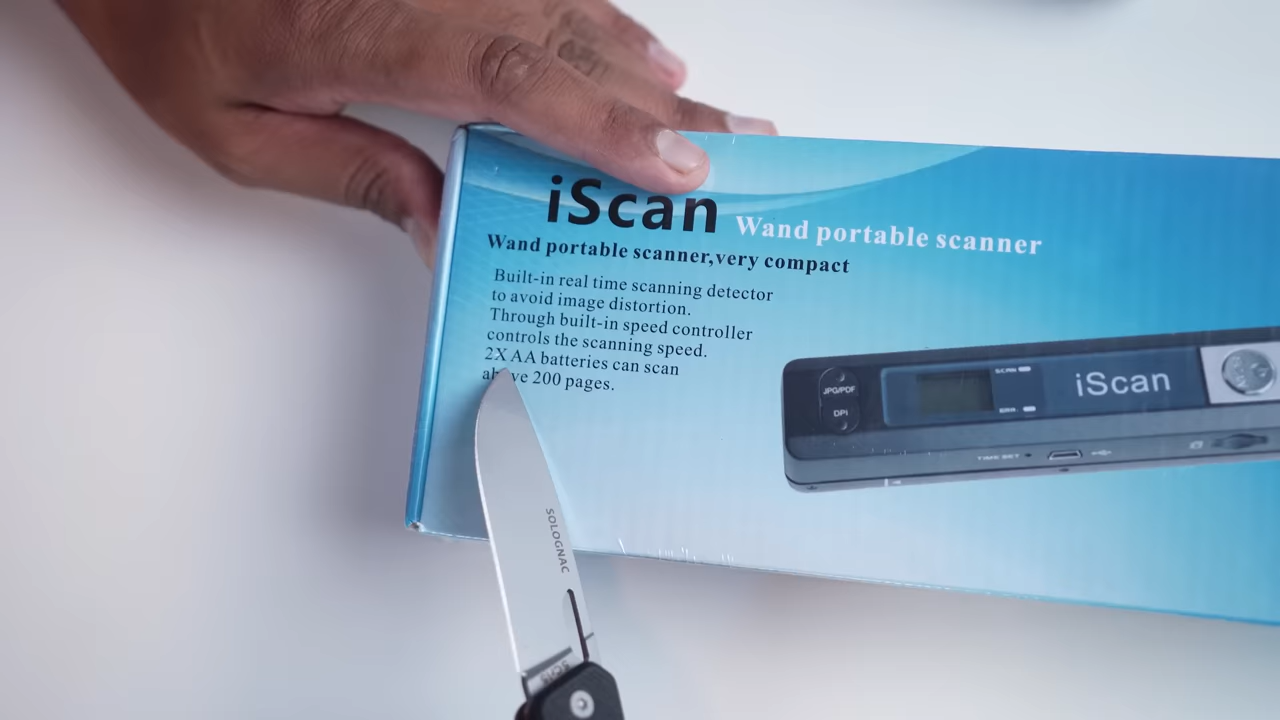 iScan
Wand portable scanner
Wand portable scanner,very compact
Built-in real time scanning detector
to avoid image distortion.
Through built-in speed controller
controls the scanning speed.
2X AA batteries can scan
above 200 pages.
JPG/PDF
DPI
SCAN
ERR.
iScan
TIME SET
SOLOGNAC